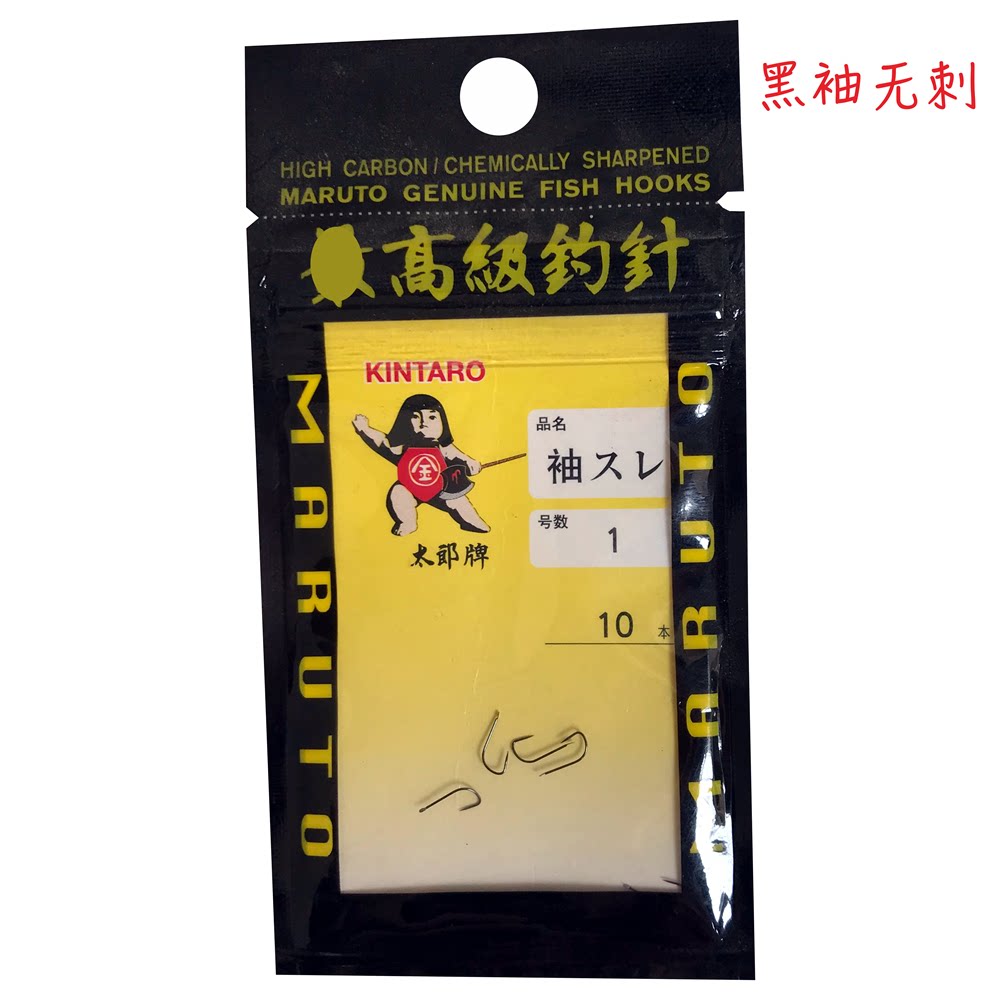 黑袖无刺
HIGH CARBON / CHEMICALLY SHARPENED
MARUTO GENUINE FISH HOOKS
高級釣針
MARUTO
MARUTO
KINTARO
金
太郎牌
品名
袖スレ
号数
1
10 本